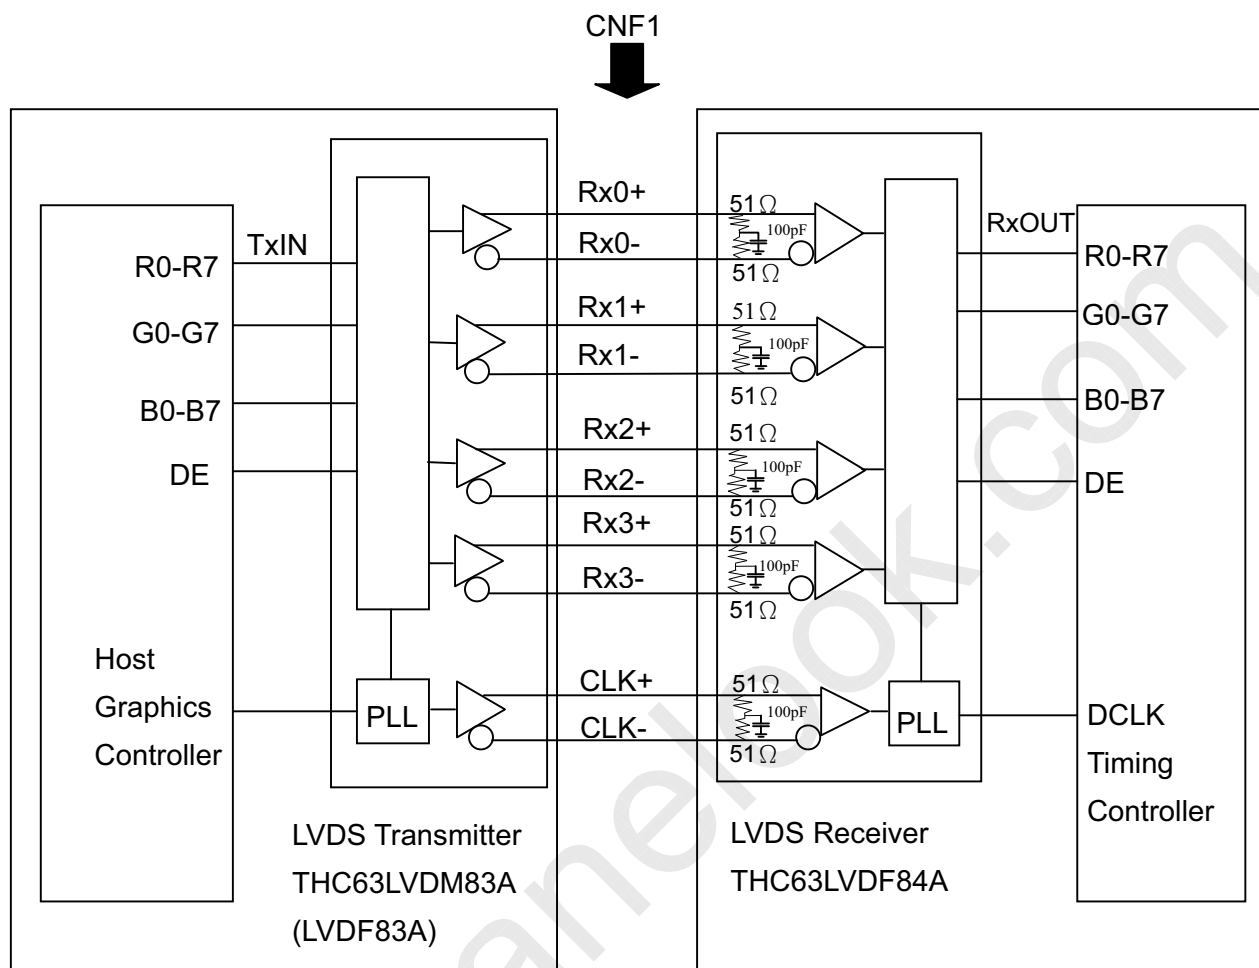 CNF1
TxIN
R0-R7
G0-G7
B0-B7
DE
Host
Graphics
Controller
PLL
Rx0+
Rx0-
Rx1+
Rx1-
Rx2+
Rx2-
Rx3+
Rx3-
CLK+
CLK-
51Ω
100pF
51Ω
51Ω
100pF
51Ω
51Ω
100pF
51Ω
51Ω
100pF
51Ω
51Ω
100pF
51Ω
PLL
RxOUT
R0-R7
G0-G7
B0-B7
DE
DCLK
Timing
Controller
LVDS Transmitter
THC63LVDM83A
(LVDF83A)
LVDS Receiver
THC63LVDF84A
anelook.com